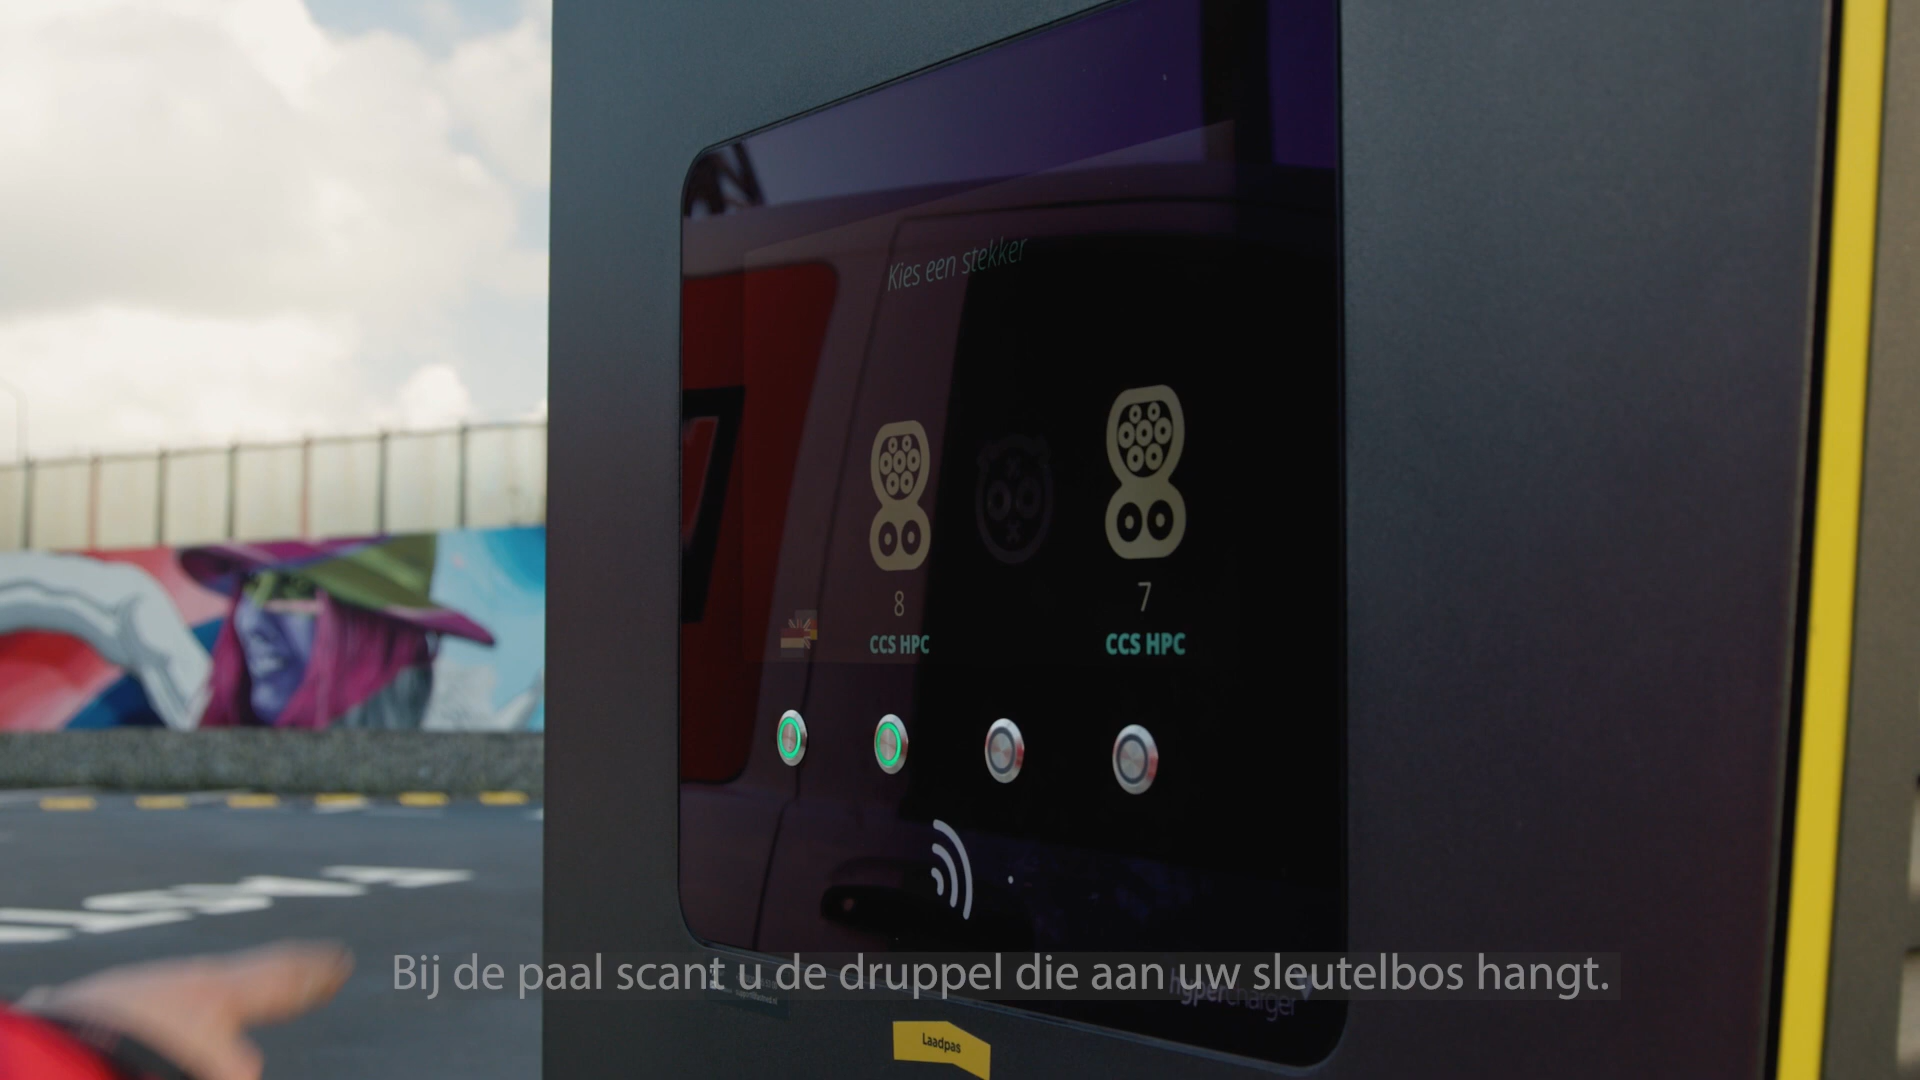 Kies een stekker
8
7
CCS HPC
CCS HPC
Bij de paal scant u de druppel die aan uw sleutelbos hangt.
hypercharger
Laadpas